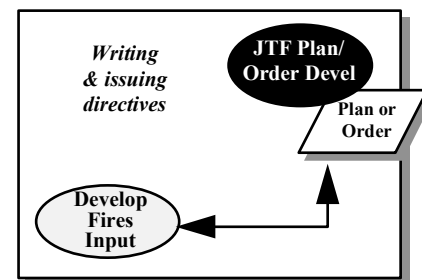 Writing
& issuing
directives
JTF Plan/
Order Devel
Plan or
Order
Develop
Fires
Input